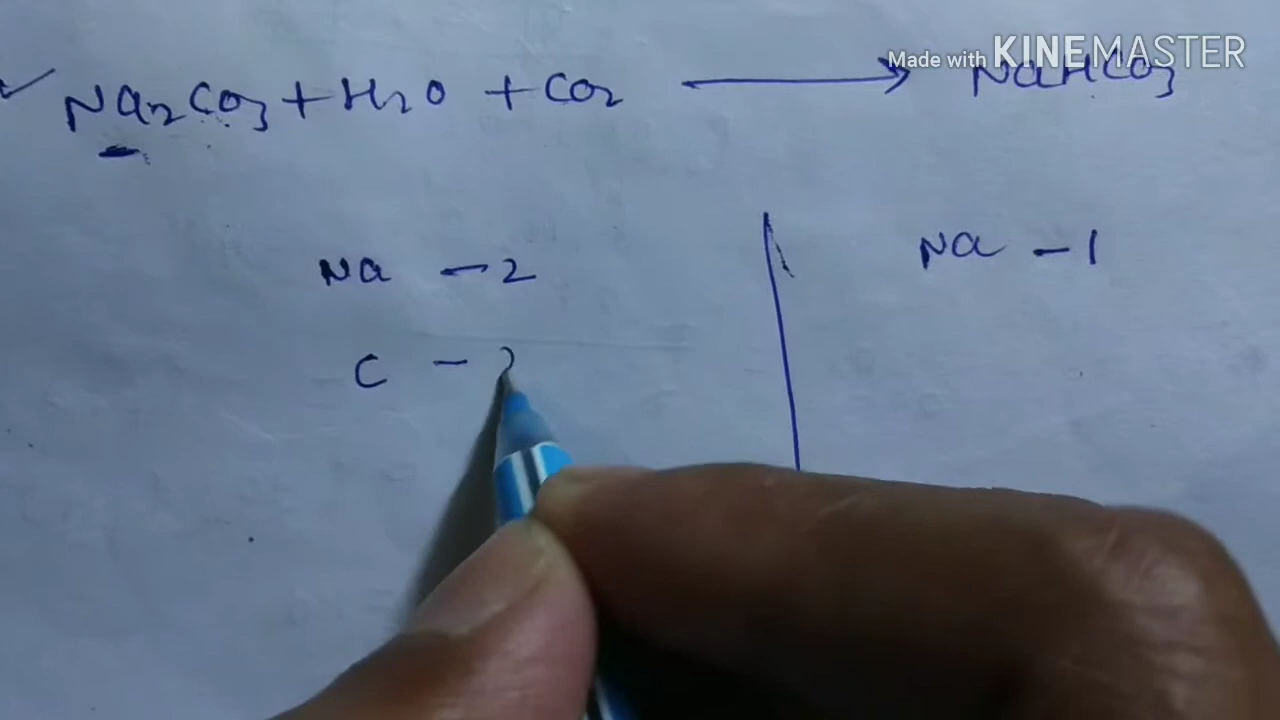 Made with KINEMASTER
Na2CO3 + H2O + CO2 → NaHCO3
Na - 2
Na - 1
C - 2